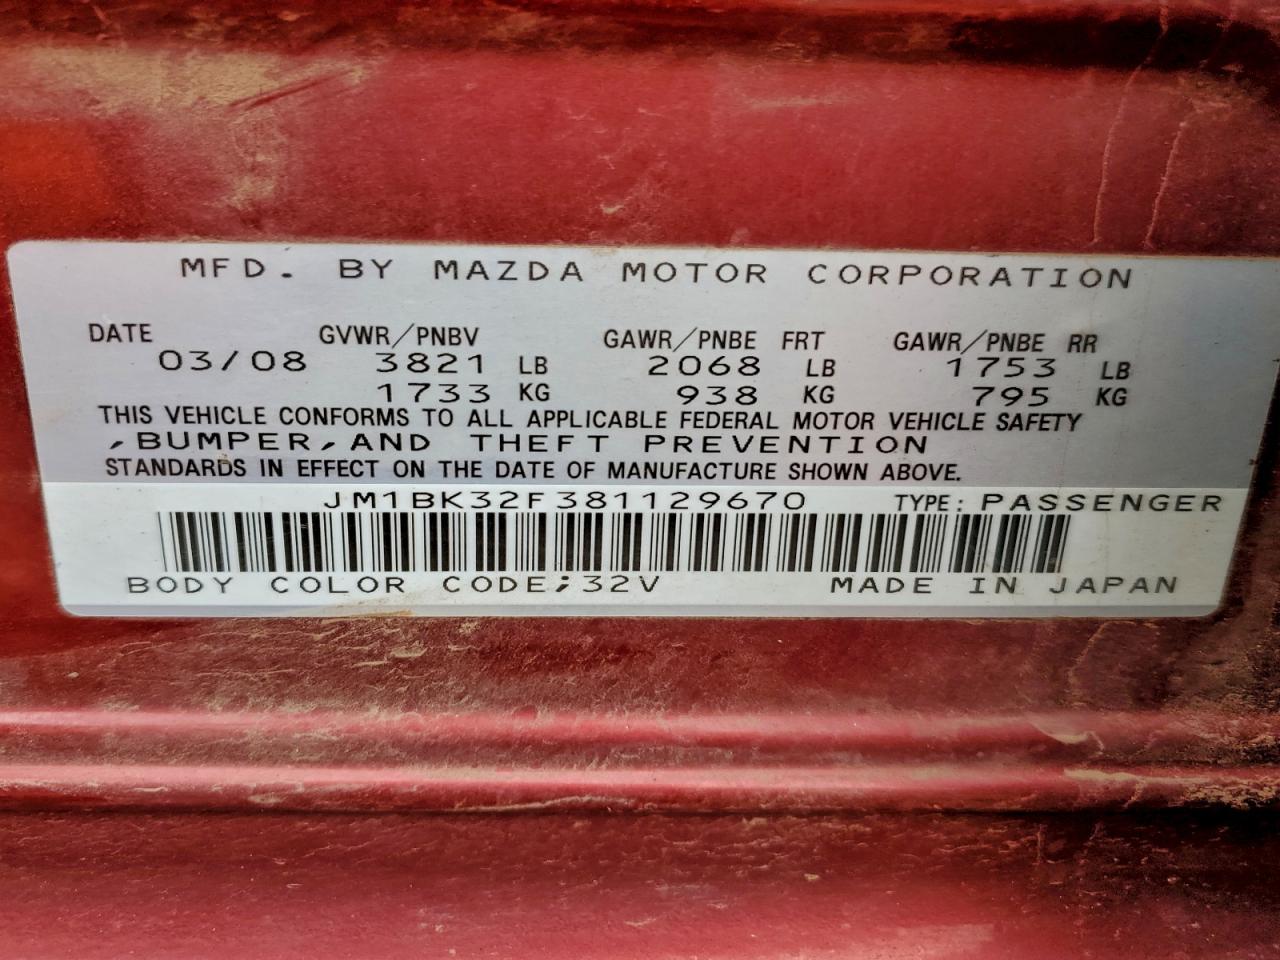 MFD. BY MAZDA MOTOR CORPORATION
DATE GVWR/PNBV GAWR/PNBE FRT GAWR/PNBE RR
03/08 3821 LB 2068 LB 1753 LB
1733 KG 938 KG 795 KG
THIS VEHICLE CONFORMS TO ALL APPLICABLE FEDERAL MOTOR VEHICLE SAFETY
,BUMPER,AND THEFT PREVENTION
STANDARDS IN EFFECT ON THE DATE OF MANUFACTURE SHOWN ABOVE.
JM1BK32F381129670 TYPE: PASSENGER
BODY COLOR CODE;32V MADE IN JAPAN